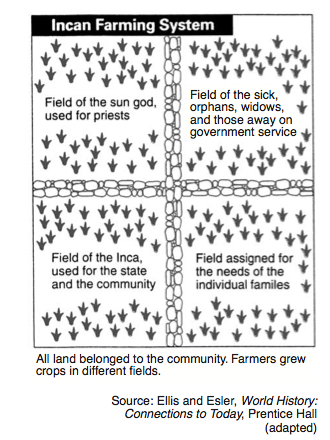 Incan Farming System
Field of the sun god,
used for priests
Field of the sick,
orphans, widows,
and those away on
government service
Field of the Inca,
used for the state
and the community
Field assigned for
the needs of the
individual familes
All land belonged to the community. Farmers grew
crops in different fields.
Source: Ellis and Esler, World History:
Connections to Today, Prentice Hall
(adapted)